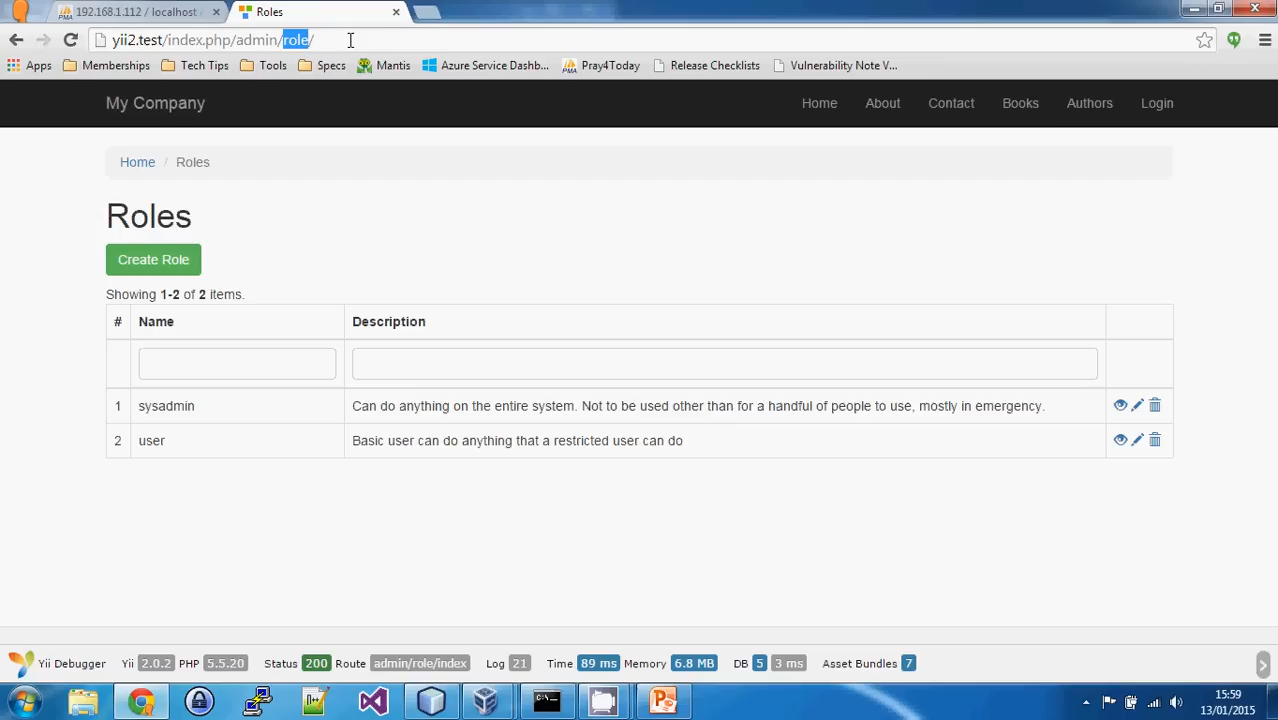 192.168.1.112 / localhost
Roles
yii2.test/index.php/admin/role/
Apps Memberships Tech Tips Tools Specs Mantis Azure Service Dashb... Pray4Today Release Checklists Vulnerability Note V...
My Company Home About Contact Books Authors Login
Home / Roles
Roles
Create Role
Showing 1-2 of 2 items.
# Name Description
1 sysadmin Can do anything on the entire system. Not to be used other than for a handful of people to use, mostly in emergency.
2 user Basic user can do anything that a restricted user can do
Yii Debugger Yii 2.0.2 PHP 5.5.20 Status 200 Route admin/role/index Log 21 Time 89 ms Memory 6.8 MB DB 5 3 ms Asset Bundles 7
15:59
13/01/2015